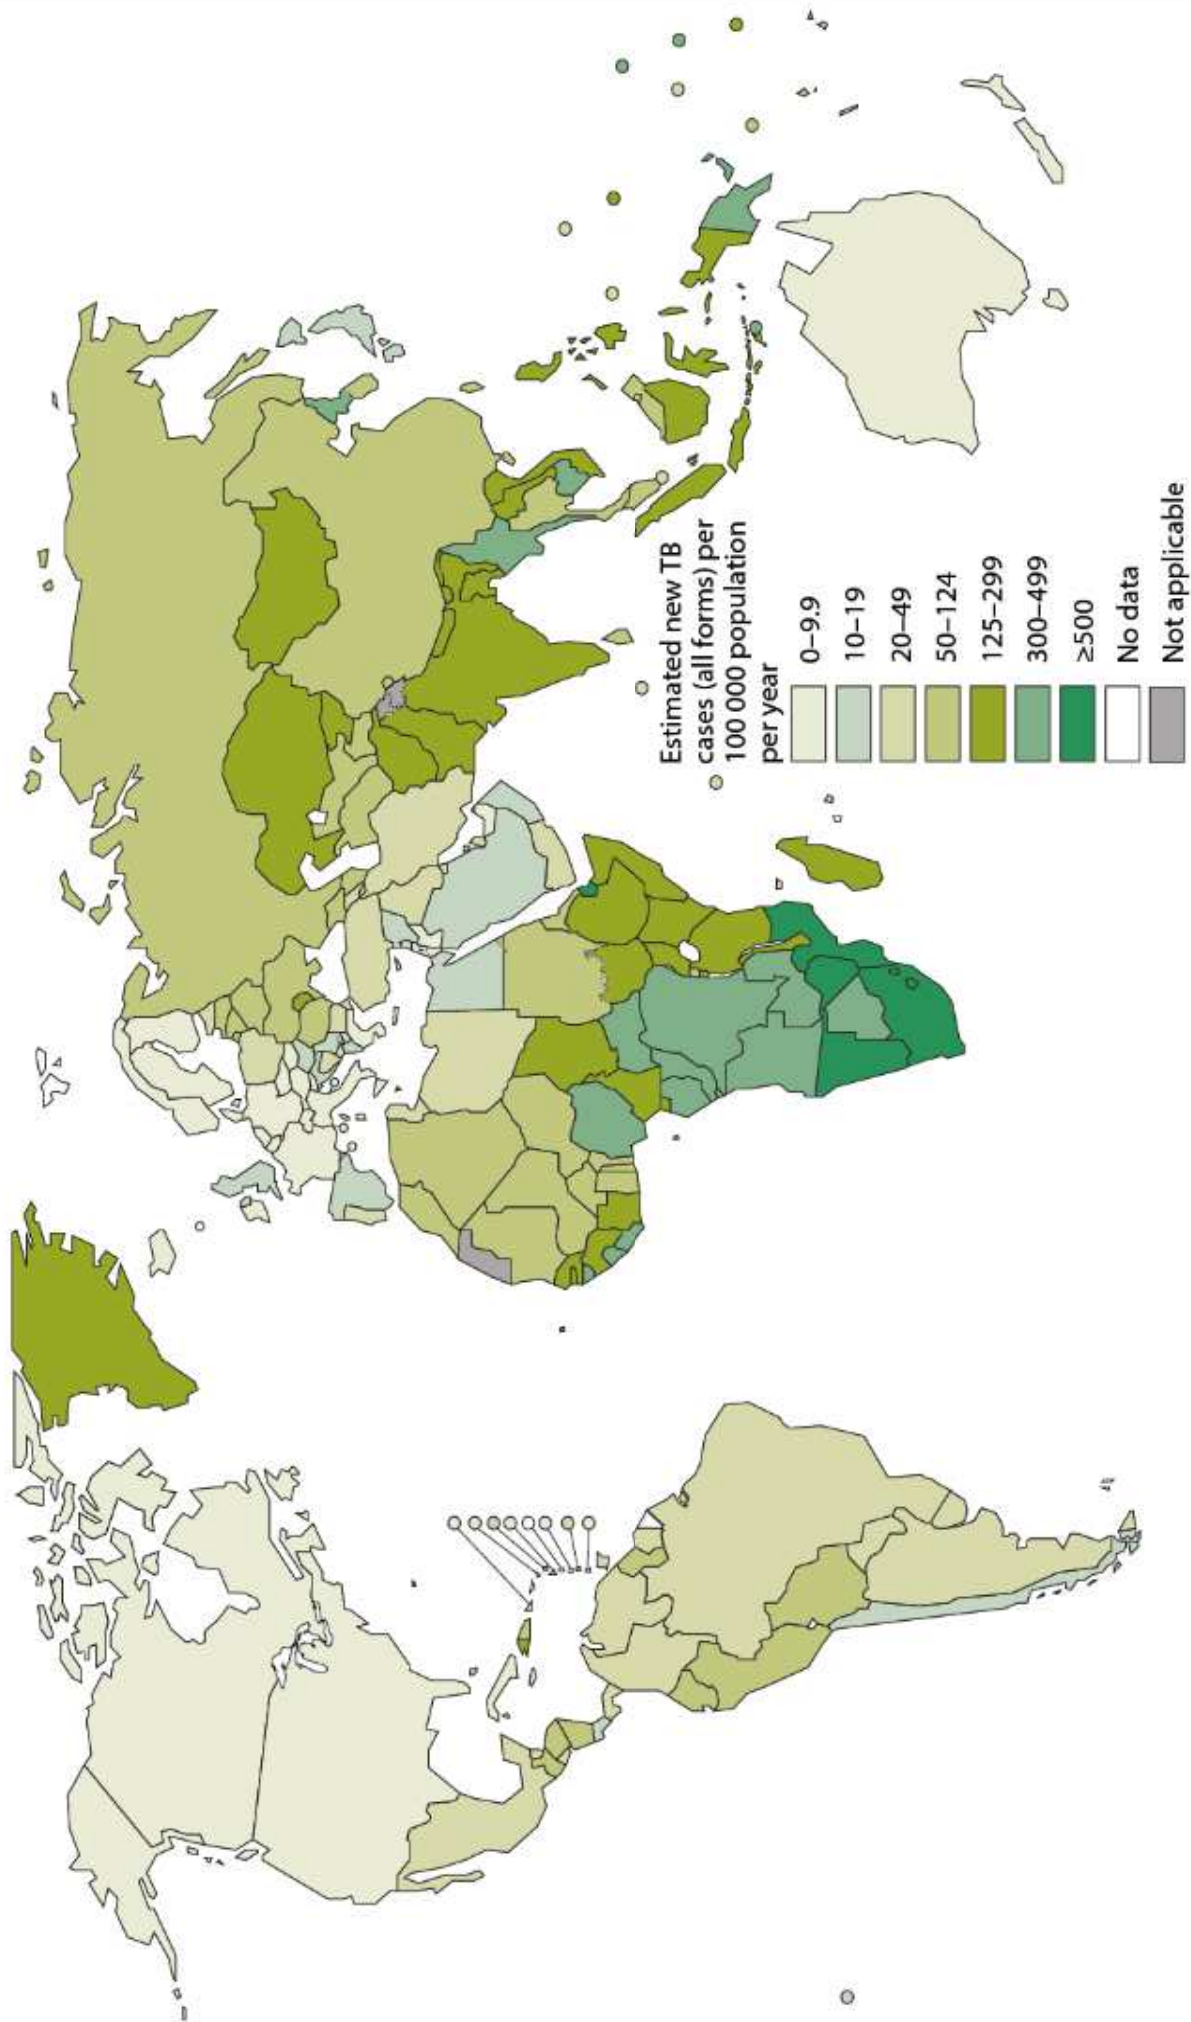 Estimated new TB
cases (all forms) per
100 000 population
per year
0–9.9
10–19
20–49
50–124
125–299
300–499
≥500
No data
Not applicable